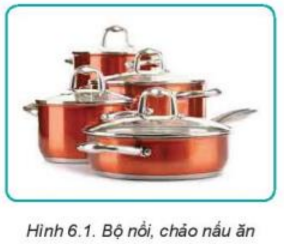 Hình 6.1. Bộ nồi, chảo nấu ăn